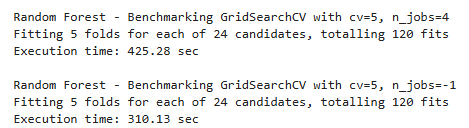 Random Forest - Benchmarking GridSearchCV with cv=5, n_jobs=4
Fitting 5 folds for each of 24 candidates, totalling 120 fits
Execution time: 425.28 sec
Random Forest - Benchmarking GridSearchCV with cv=5, n_jobs=-1
Fitting 5 folds for each of 24 candidates, totalling 120 fits
Execution time: 310.13 sec